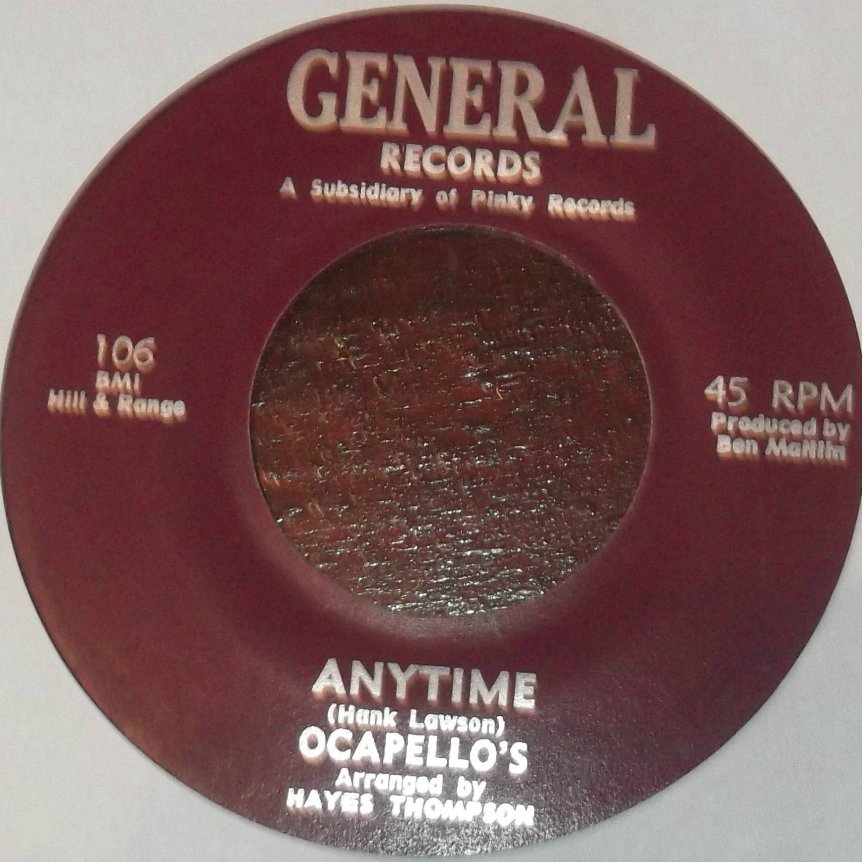 GENERAL
RECORDS
A Subsidiary of Pinky Records
106
BMI
Hill & Range
45 RPM
Produced by
Ben
ANYTIME
(Hank Lawson)
OCAPELLO'S
Arranged by
HAYES THOMPSON